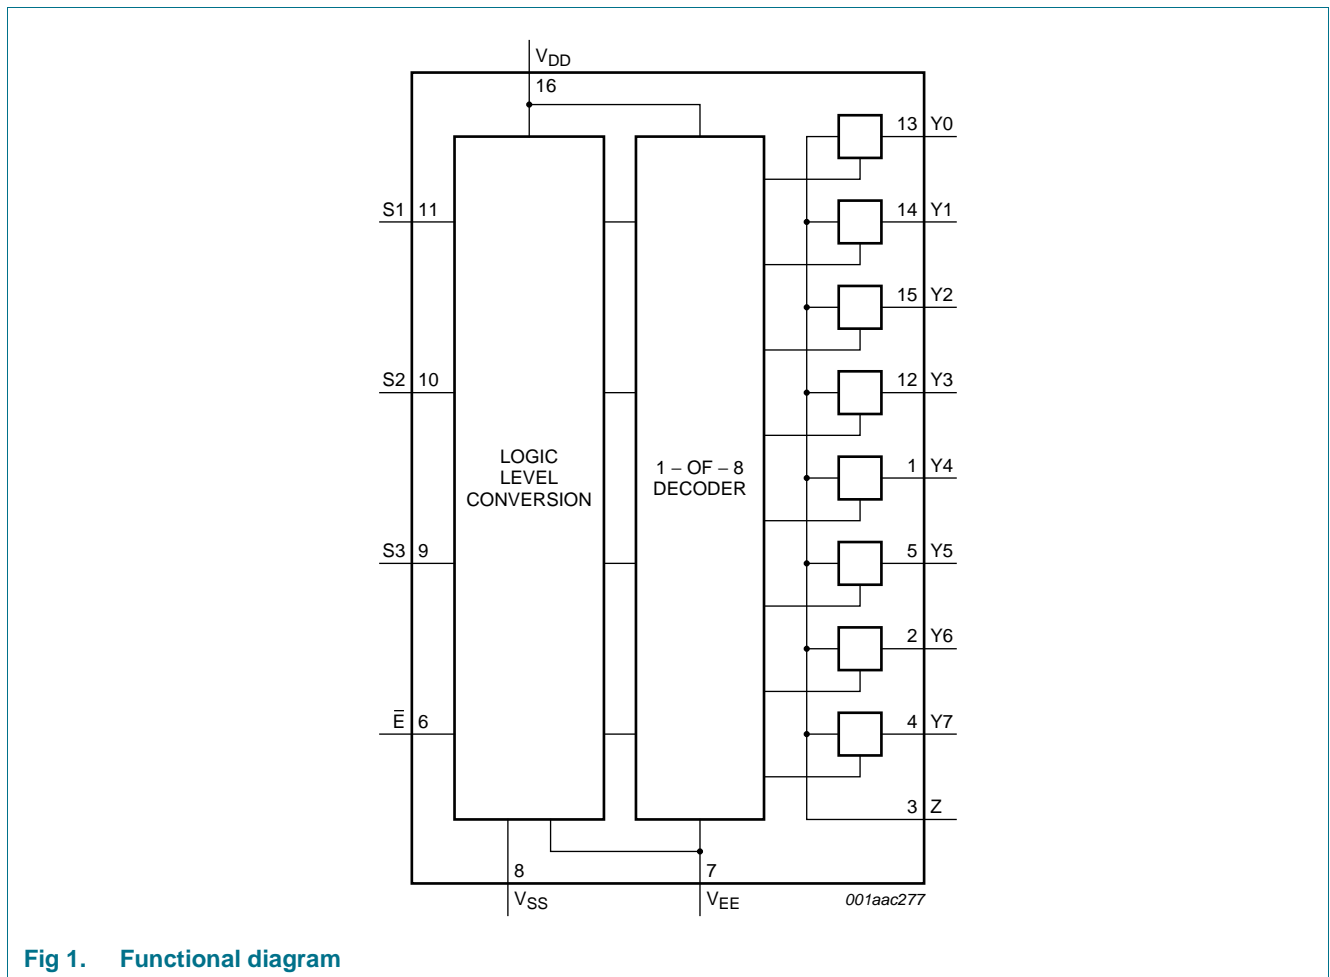 VDD
16
13 Y0
S1 11
14 Y1
15 Y2
S2 10
12 Y3
LOGIC
LEVEL
CONVERSION
1 – OF – 8
DECODER
1 Y4
S3 9
5 Y5
2 Y6
E̅ 6
4 Y7
3 Z
8
7
VSS
VEE
001aac277
Fig 1. Functional diagram